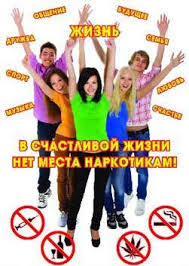 ЖИЗНЬ
ОБЩЕНИЕ
БУДУЩЕЕ
ДРУЖБА
СЕМЬЯ
СПОРТ
ЛЮБОВЬ
МУЗЫКА
СЧАСТЬЕ
В СЧАСТЛИВОЙ ЖИЗНИ
НЕТ МЕСТА НАРКОТИКАМ!